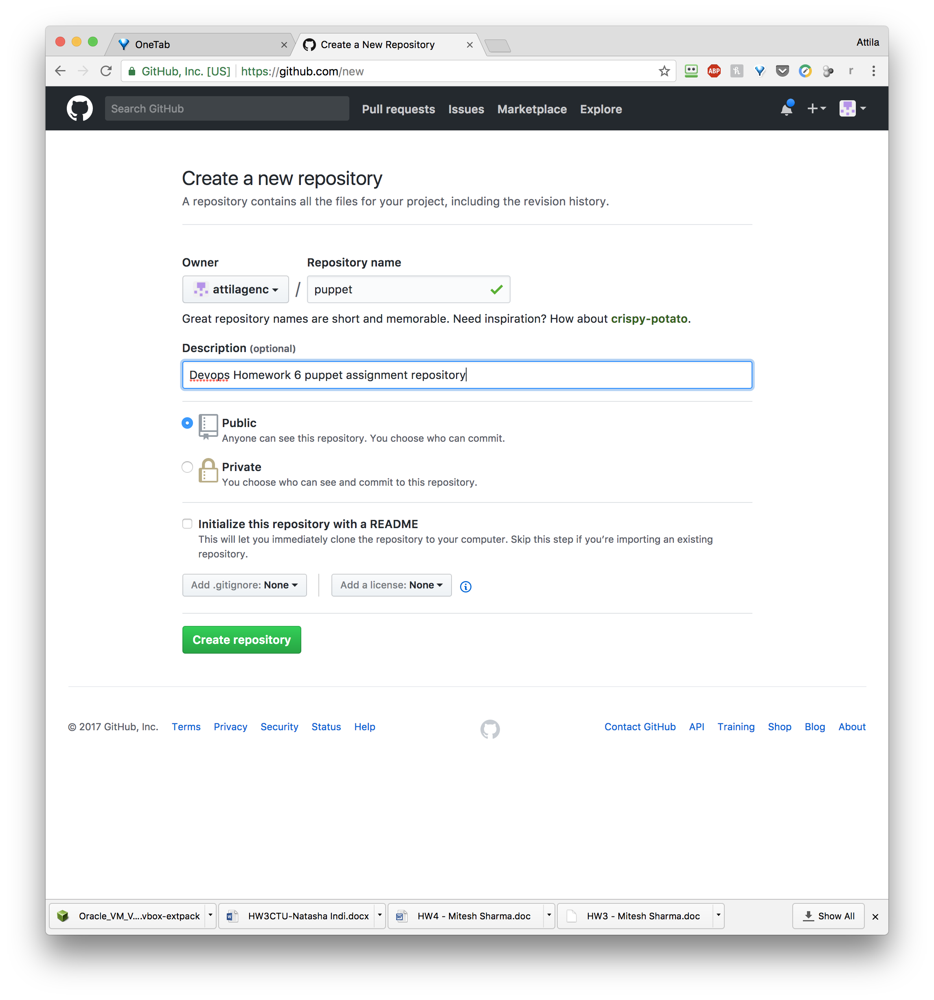 OneTab
Create a New Repository
Attila
GitHub, Inc. [US] https://github.com/new
ABP
h
r
Search GitHub Pull requests Issues Marketplace Explore
Create a new repository
A repository contains all the files for your project, including the revision history.
Owner Repository name
attilagenc / puppet
Great repository names are short and memorable. Need inspiration? How about crispy-potato.
Description (optional)
Devops Homework 6 puppet assignment repository
Public
Anyone can see this repository. You choose who can commit.
Private
You choose who can see and commit to this repository.
Initialize this repository with a README
This will let you immediately clone the repository to your computer. Skip this step if you’re importing an existing
repository.
Add .gitignore: None Add a license: None
Create repository
© 2017 GitHub, Inc. Terms Privacy Security Status Help Contact GitHub API Training Shop Blog About
Oracle_VM_V....vbox-extpack HW3CTU-Natasha Indi.docx HW4 - Mitesh Sharma.doc HW3 - Mitesh Sharma.doc Show All